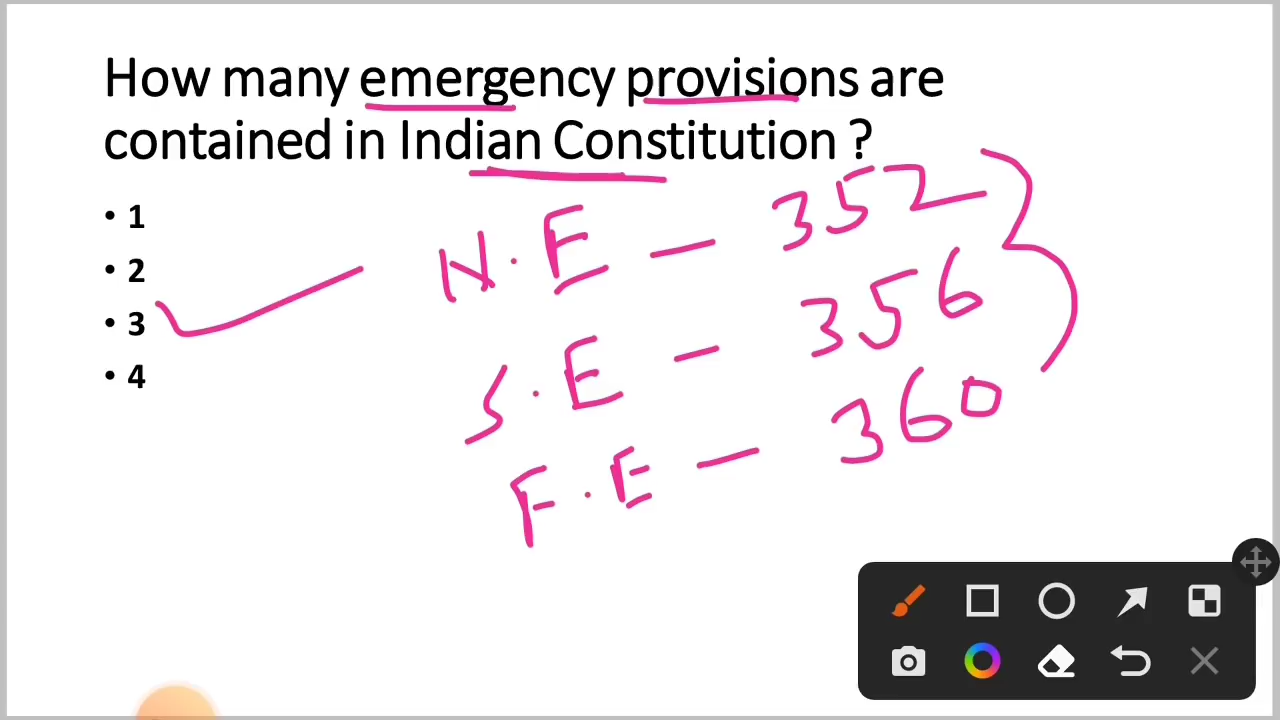 How many emergency provisions are
contained in Indian Constitution ?
• 1
• 2
• 3
• 4
N.E — 352
S.E — 356
F.E — 360